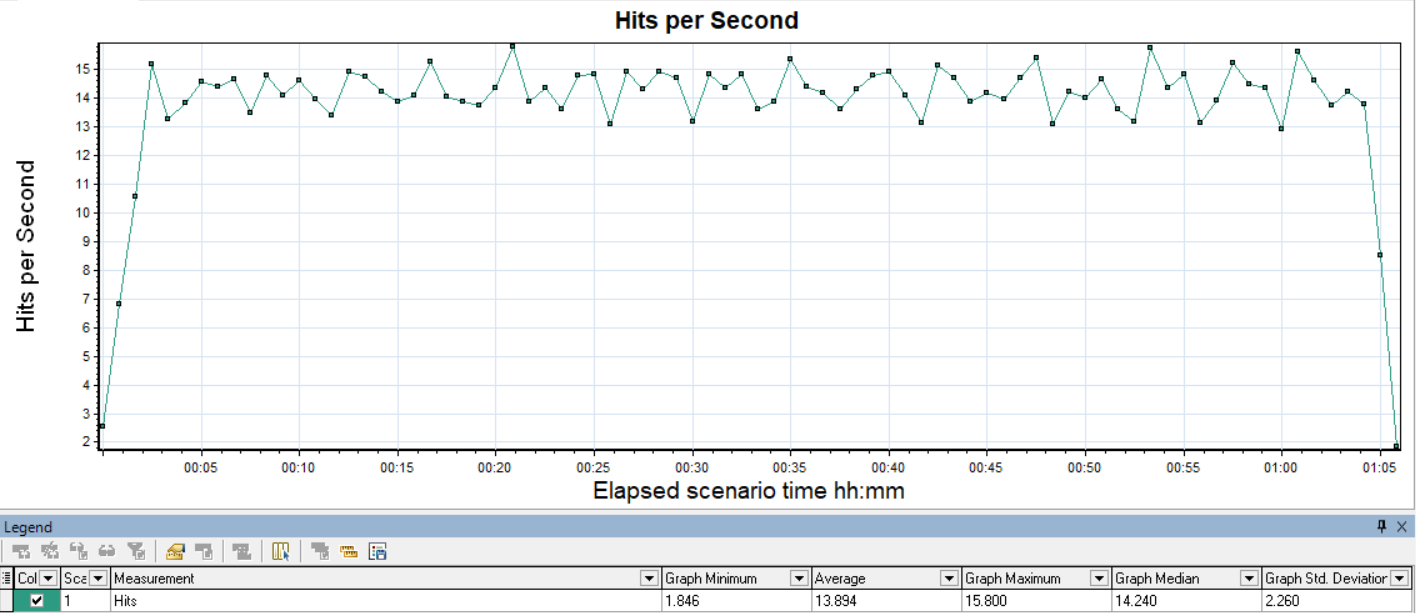 Hits per Second
Hits per Second
15
14
13
12
11
10
9
8
7
6
5
4
3
2
00:05 00:10 00:15 00:20 00:25 00:30 00:35 00:40 00:45 00:50 00:55 01:00 01:05
Elapsed scenario time hh:mm
Legend
Col Sca Measurement Graph Minimum Average Graph Maximum Graph Median Graph Std. Deviation
1 Hits 1.846 13.894 15.800 14.240 2.260